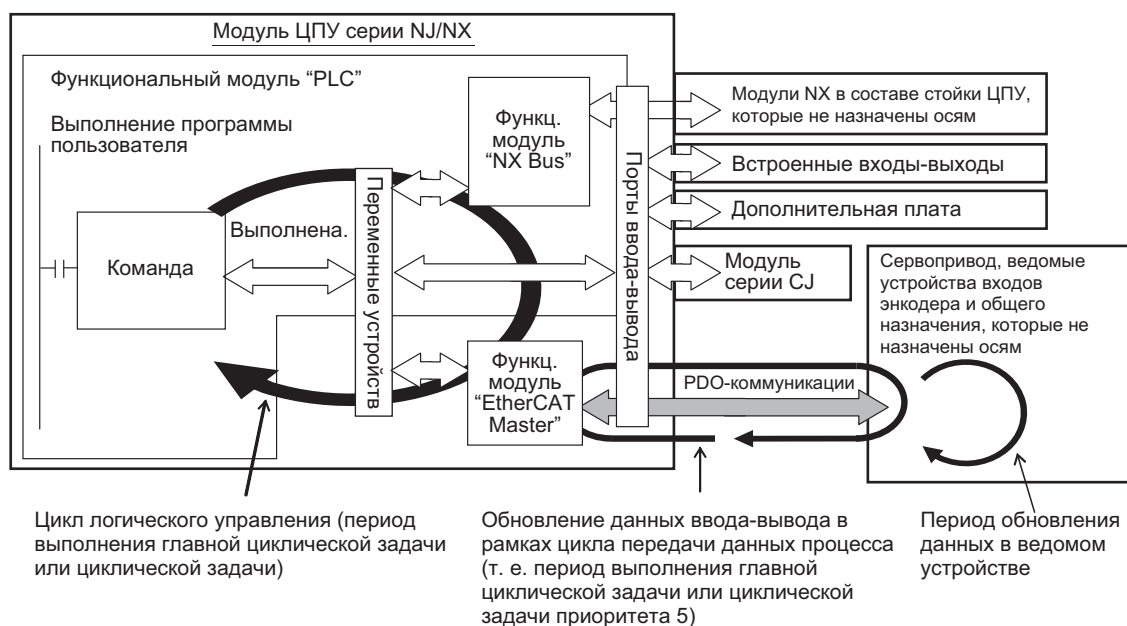 Модуль ЦПУ серии NJ/NX
Функциональный модуль “PLC”
Выполнение программы
пользователя
Команда
Выполнена.
Переменные устройств
Функц.
модуль
“NX Bus”
Функц.
модуль
“EtherCAT
Master”
Порты ввода-вывода
Модули NX в составе стойки ЦПУ,
которые не назначены осям
Встроенные входы-выходы
Дополнительная плата
Модуль
серии CJ
Сервопривод, ведомые
устройства входов
энкодера и общего
назначения, которые не
назначены осям
PDO-коммуникации
Цикл логического управления (период
выполнения главной циклической задачи
или циклической задачи)
Обновление данных ввода-вывода в
рамках цикла передачи данных процесса
(т. е. период выполнения главной
циклической задачи или циклической
задачи приоритета 5)
Период обновления
данных в ведомом
устройстве